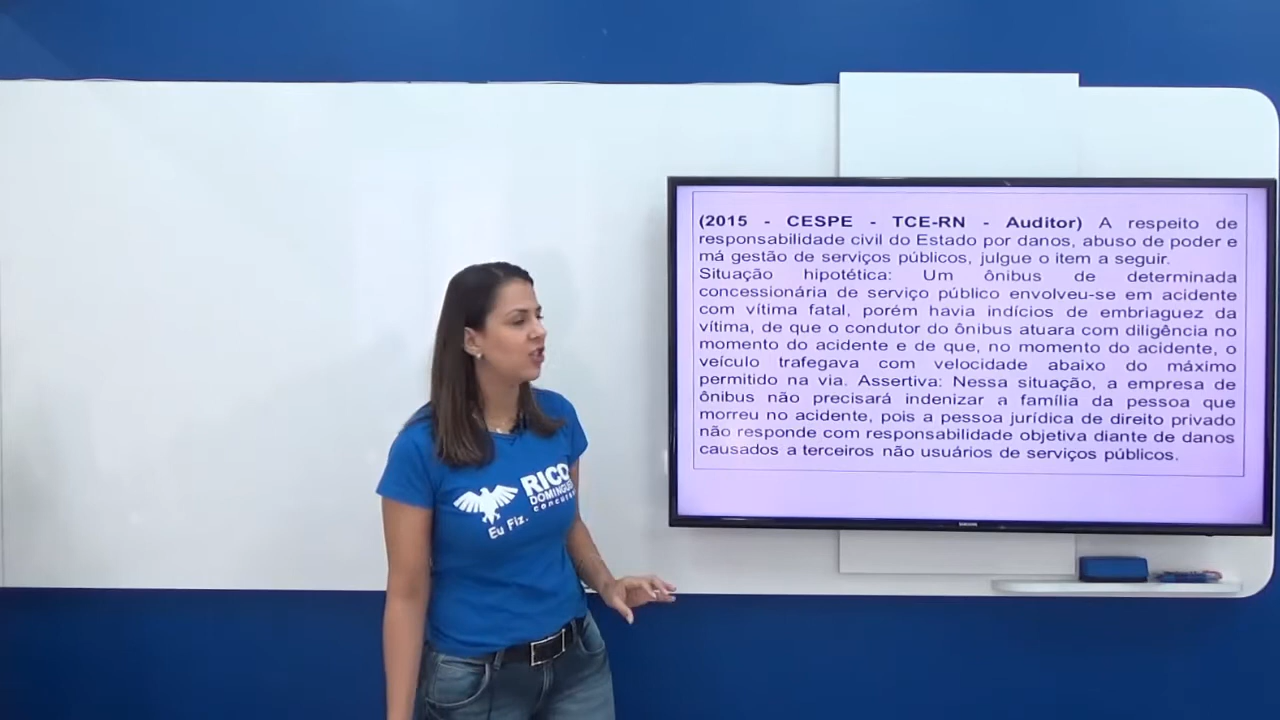 (2015 - CESPE - TCE-RN - Auditor) A respeito de
responsabilidade civil do Estado por danos, abuso de poder e
má gestão de serviços públicos, julgue o item a seguir.
Situação hipotética: Um ônibus de determinada
concessionária de serviço público envolveu-se em acidente
com vítima fatal, porém havia indícios de embriaguez da
vítima, de que o condutor do ônibus atuara com diligência no
momento do acidente e de que, no momento do acidente, o
veículo trafegava com velocidade abaixo do máximo
permitido na via. Assertiva: Nessa situação, a empresa de
ônibus não precisará indenizar a família da pessoa que
morreu no acidente, pois a pessoa jurídica de direito privado
não responde com responsabilidade objetiva diante de danos
causados a terceiros não usuários de serviços públicos.
RICO
Eu Fiz.